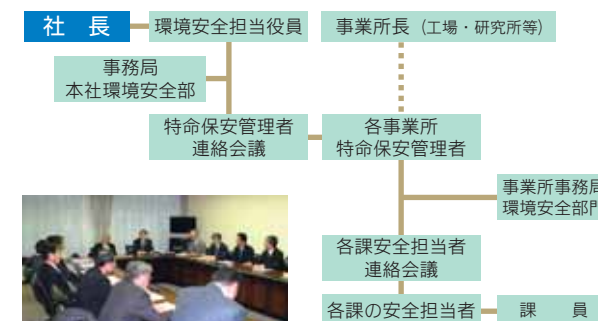 社　長
環境安全担当役員
事業所長（工場・研究所等）
事務局
本社環境安全部
特命保安管理者
連絡会議
各事業所
特命保安管理者
事業所事務局
環境安全部門
各課安全担当者
連絡会議
各課の安全担当者
課　員